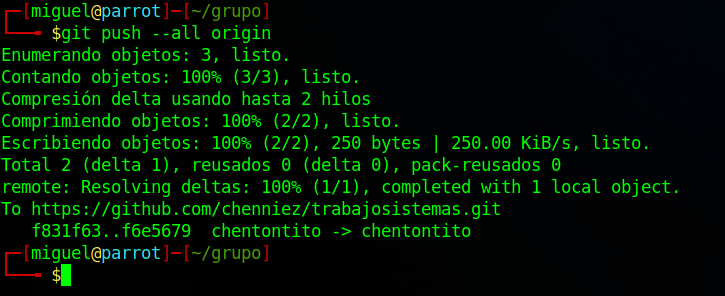 ┌─[miguel@parrot]─[~/grupo]
└──╼ $git push --all origin
Enumerando objetos: 3, listo.
Contando objetos: 100% (3/3), listo.
Compresión delta usando hasta 2 hilos
Comprimiendo objetos: 100% (2/2), listo.
Escribiendo objetos: 100% (2/2), 250 bytes | 250.00 KiB/s, listo.
Total 2 (delta 1), reusados 0 (delta 0), pack-reusados 0
remote: Resolving deltas: 100% (1/1), completed with 1 local object.
To https://github.com/chenniez/trabajosistemas.git
   f831f63..f6e5679  chentontito -> chentontito
┌─[miguel@parrot]─[~/grupo]
└──╼ $